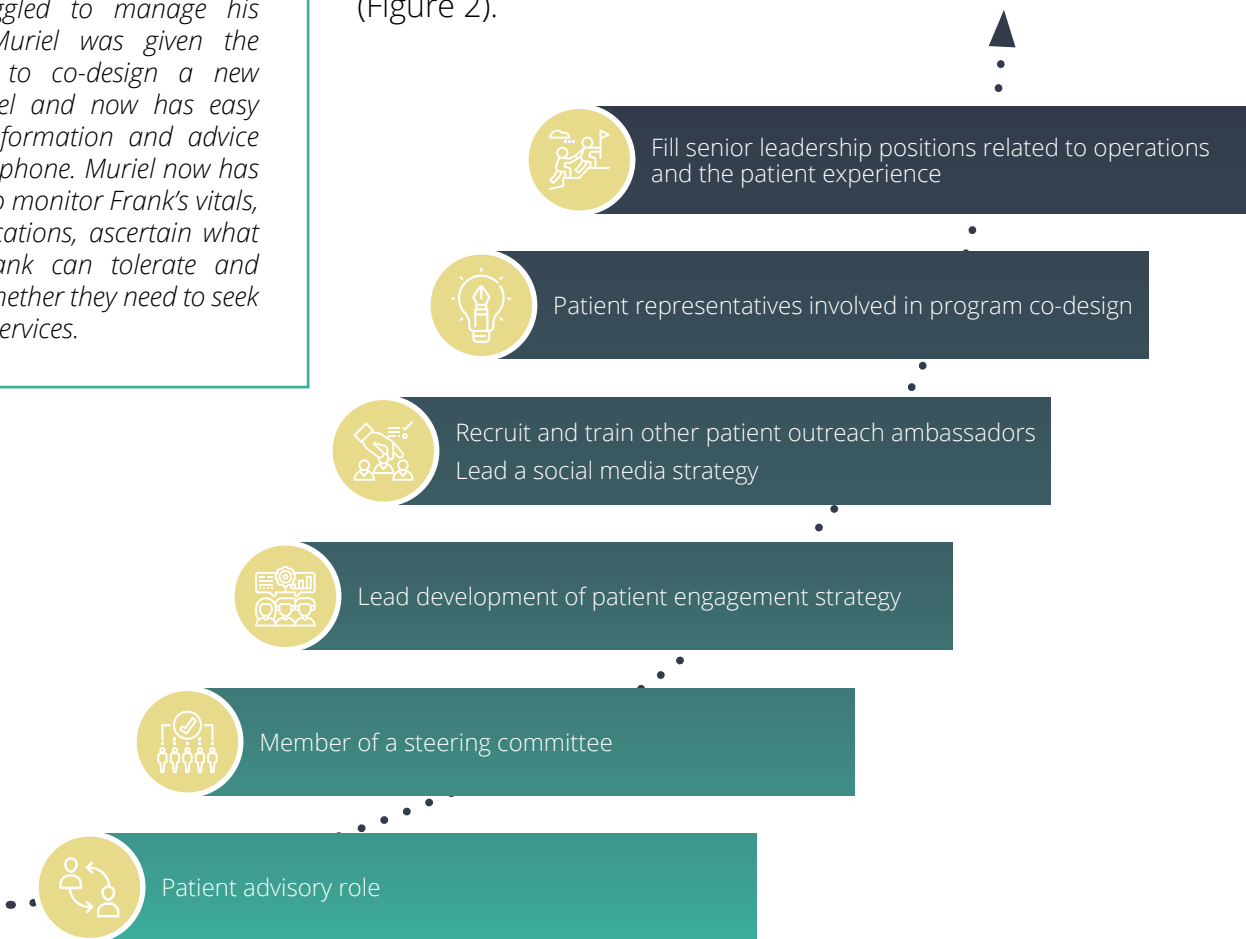 ggled to manage his
Muriel was given the
to co-design a new
el and now has easy
formation and advice
phone. Muriel now has
o monitor Frank’s vitals,
cations, ascertain what
ank can tolerate and
hether they need to seek
ervices.
(Figure 2).
Fill senior leadership positions related to operations
and the patient experience
Patient representatives involved in program co-design
Recruit and train other patient outreach ambassadors
Lead a social media strategy
Lead development of patient engagement strategy
Member of a steering committee
Patient advisory role